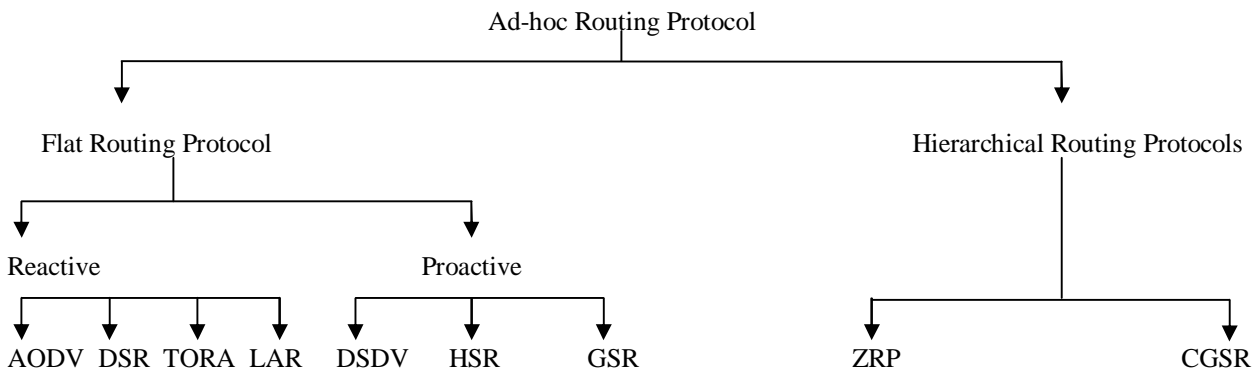 Ad-hoc Routing Protocol
Flat Routing Protocol
Hierarchical Routing Protocols
Reactive
Proactive
AODV DSR TORA LAR DSDV HSR GSR ZRP CGSR